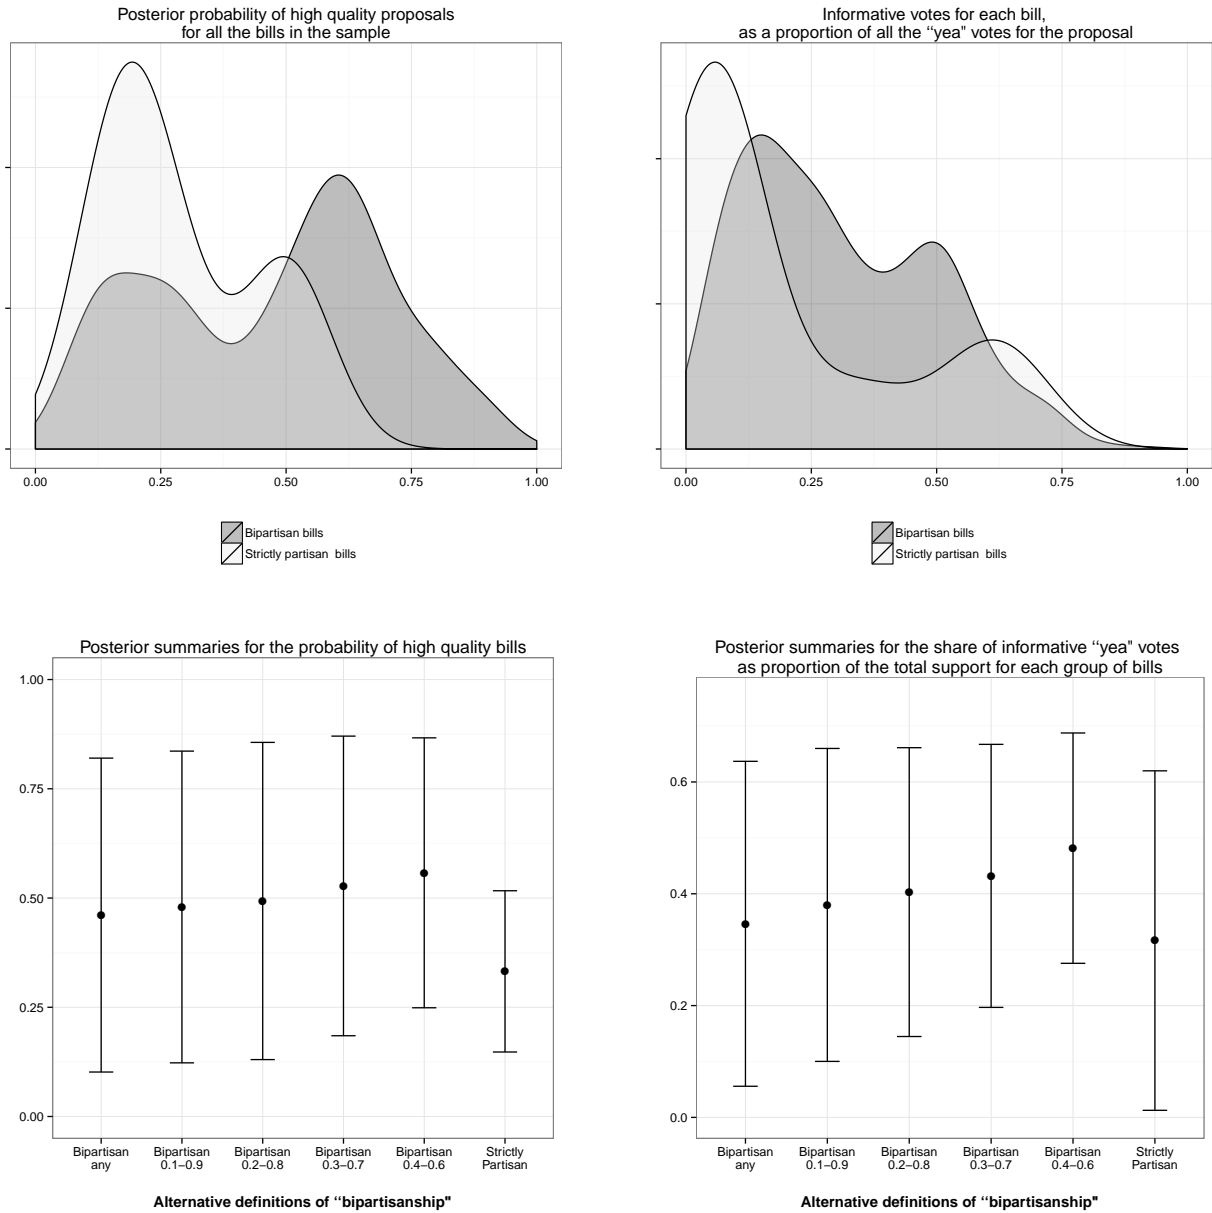 Posterior probability of high quality proposals
for all the bills in the sample
0.00 0.25 0.50 0.75 1.00
Bipartisan bills
Strictly partisan bills
Informative votes for each bill,
as a proportion of all the ‘‘yea" votes for the proposal
0.00 0.25 0.50 0.75 1.00
Bipartisan bills
Strictly partisan bills
Posterior summaries for the probability of high quality bills
1.00
0.75
0.50
0.25
0.00
Bipartisan Bipartisan Bipartisan Bipartisan Bipartisan Strictly
any 0.1–0.9 0.2–0.8 0.3–0.7 0.4–0.6 Partisan
Alternative definitions of ‘‘bipartisanship"
Posterior summaries for the share of informative ‘‘yea" votes
as proportion of the total support for each group of bills
0.6
0.4
0.2
0.0
Bipartisan Bipartisan Bipartisan Bipartisan Bipartisan Strictly
any 0.1–0.9 0.2–0.8 0.3–0.7 0.4–0.6 Partisan
Alternative definitions of ‘‘bipartisanship"